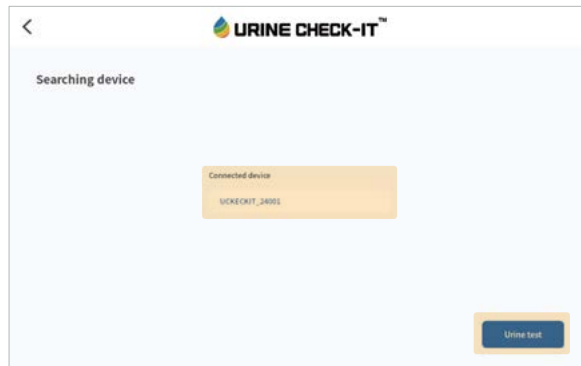 URINE CHECK-IT™
Searching device
Connected device
UCKECKIT_24001
Urine test